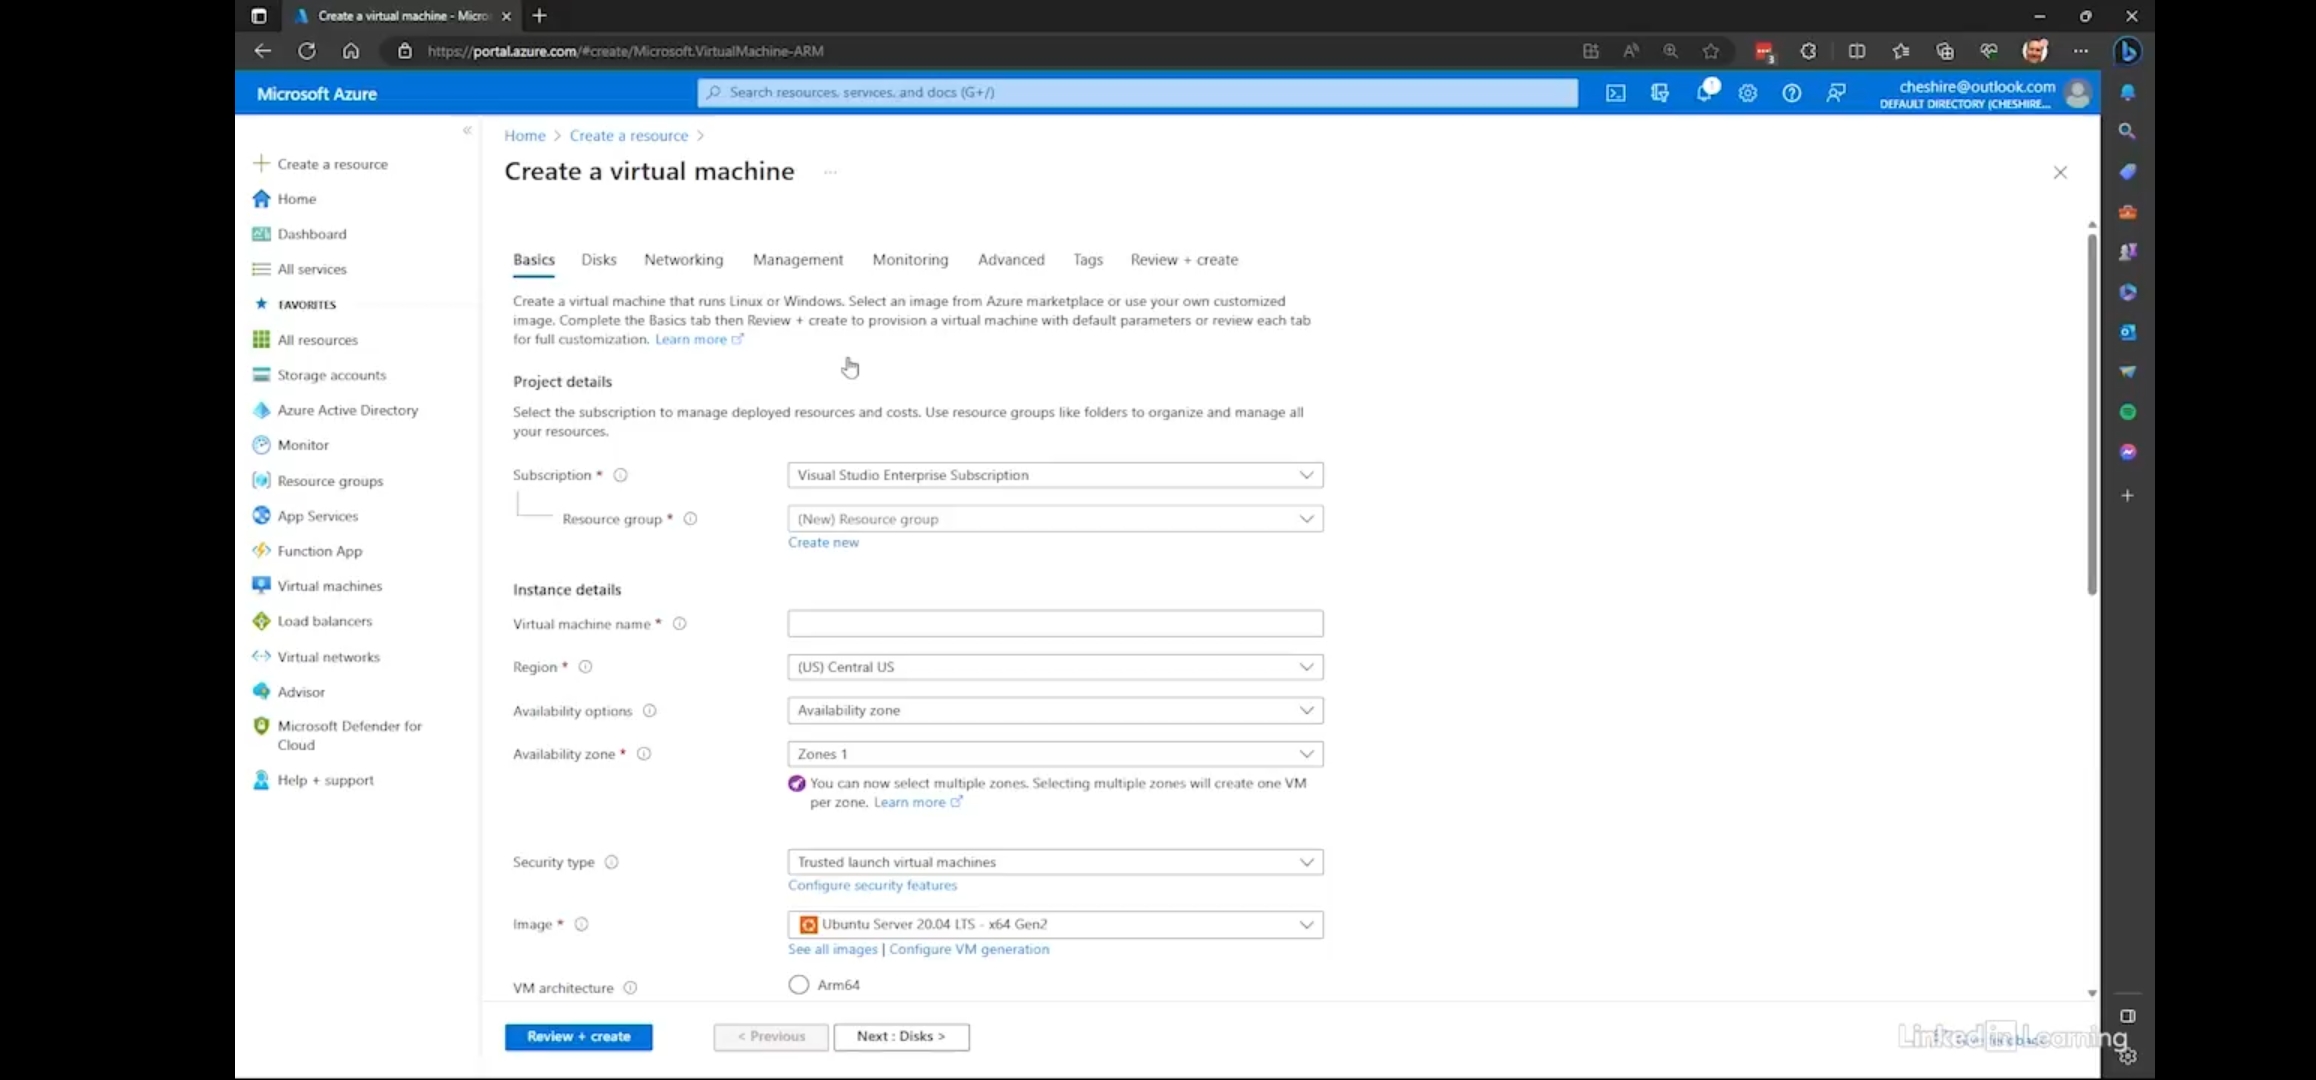 Create a virtual machine - Micro
https://portal.azure.com/#create/Microsoft.VirtualMachine-ARM
3
Microsoft Azure
Search resources, services, and docs (G+/)
1
cheshire@outlook.com
DEFAULT DIRECTORY (CHESHIRE...
Create a resource
Home
Dashboard
All services
FAVORITES
All resources
Storage accounts
Azure Active Directory
Monitor
Resource groups
App Services
Function App
Virtual machines
Load balancers
Virtual networks
Advisor
Microsoft Defender for
Cloud
Help + support
Home > Create a resource >
Create a virtual machine ...
Basics Disks Networking Management Monitoring Advanced Tags Review + create
Create a virtual machine that runs Linux or Windows. Select an image from Azure marketplace or use your own customized
image. Complete the Basics tab then Review + create to provision a virtual machine with default parameters or review each tab
for full customization. Learn more
Project details
Select the subscription to manage deployed resources and costs. Use resource groups like folders to organize and manage all
your resources.
Subscription * Visual Studio Enterprise Subscription
Resource group * (New) Resource group
Create new
Instance details
Virtual machine name *
Region * (US) Central US
Availability options Availability zone
Availability zone * Zones 1
You can now select multiple zones. Selecting multiple zones will create one VM
per zone. Learn more
Security type Trusted launch virtual machines
Configure security features
Image * Ubuntu Server 20.04 LTS - x64 Gen2
See all images | Configure VM generation
VM architecture Arm64
Review + create < Previous Next : Disks >
Linked in Learning